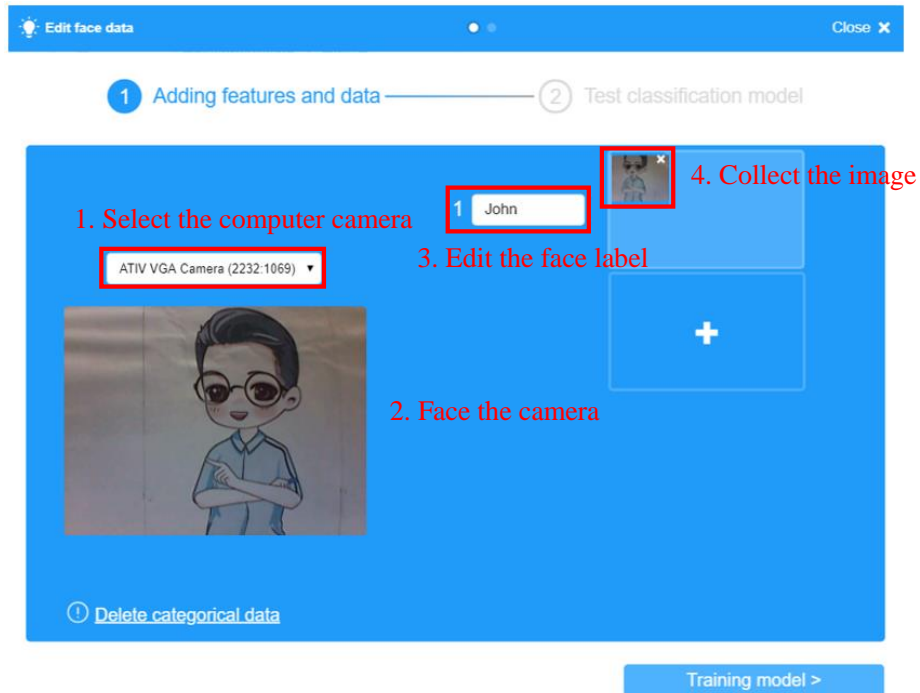 Edit face data
Close ×
1 Adding features and data
2 Test classification model
4. Collect the image
1 John
1. Select the computer camera
3. Edit the face label
ATIV VGA Camera (2232:1069)
2. Face the camera
Delete categorical data
Training model >